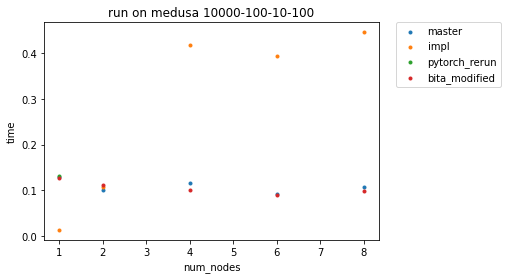 run on medusa 10000-100-10-100
master
impl
pytorch_rerun
bita_modified
time
0.4
0.3
0.2
0.1
0.0
1 2 3 4 5 6 7 8
num_nodes